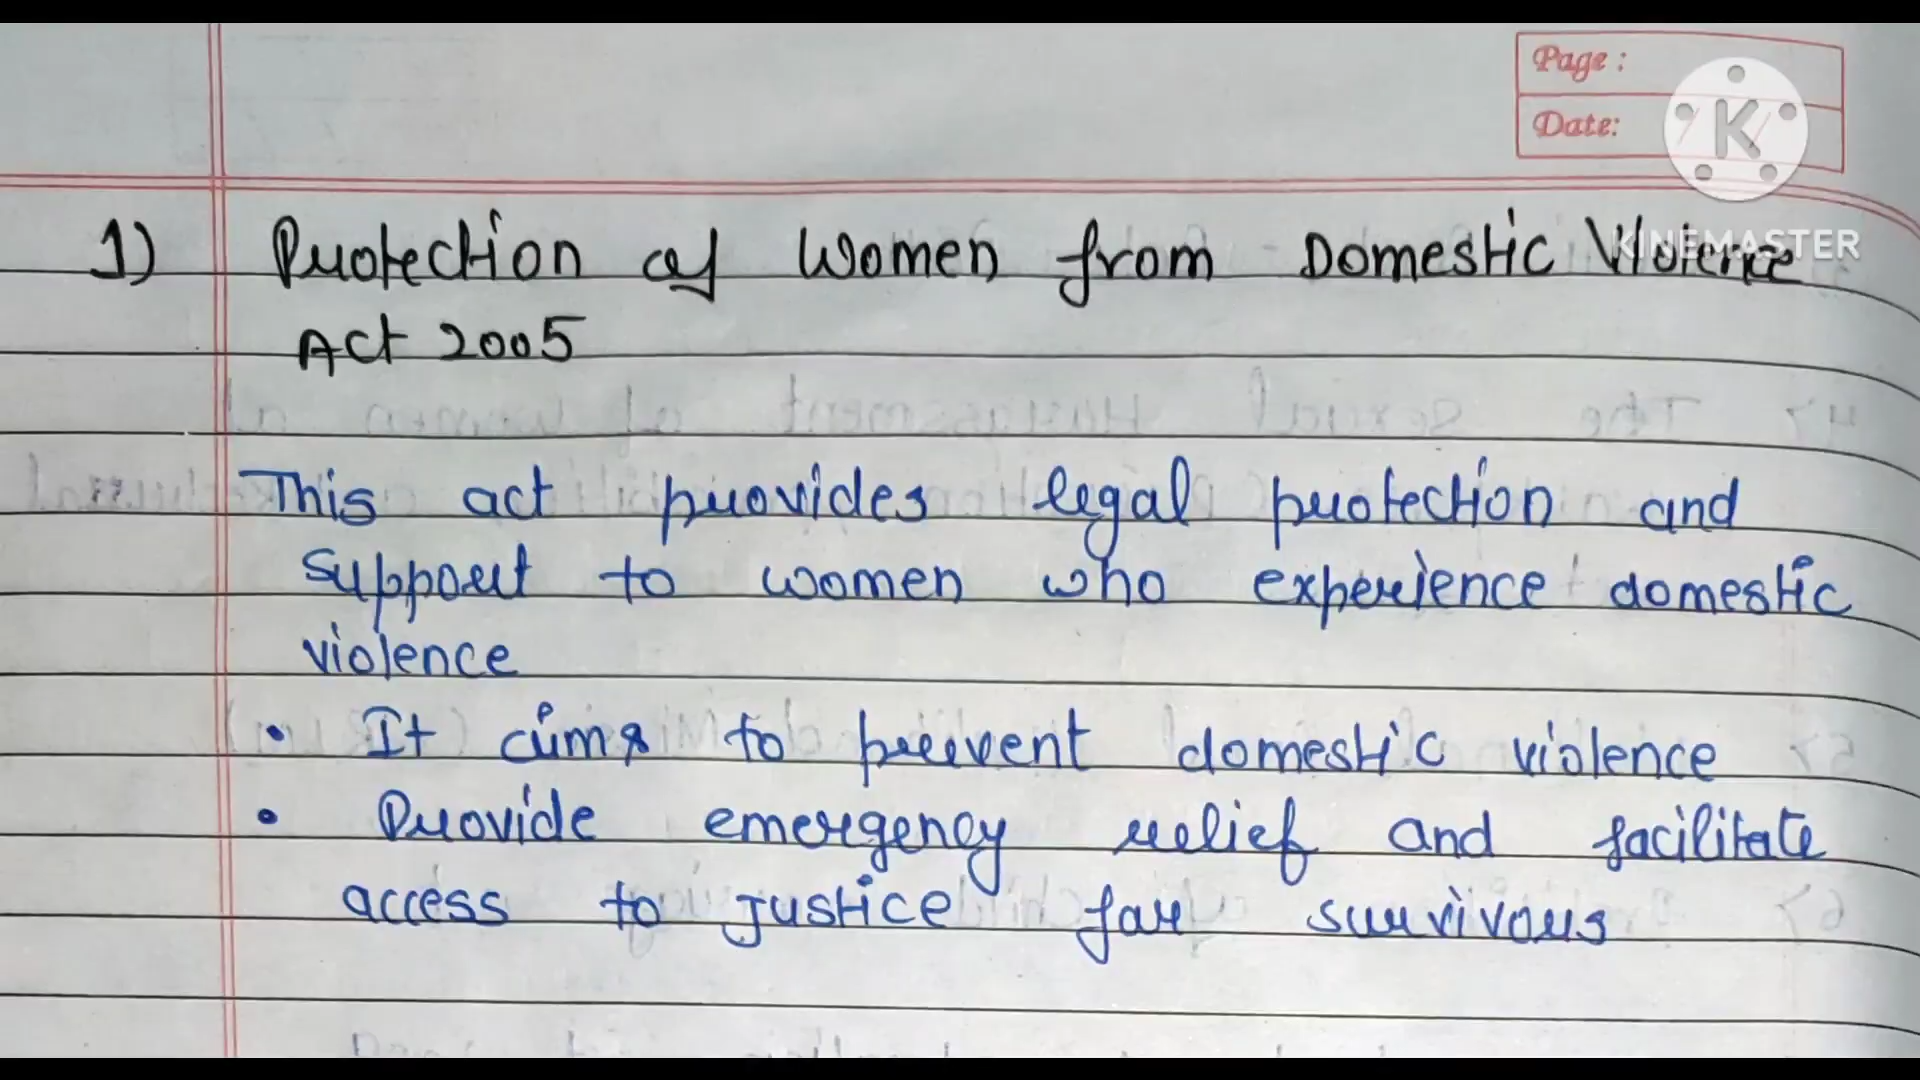 Page :
Date:
K
KINEMASTER
1) Protection of Women from Domestic Violence
Act 2005
This act provides legal protection and
support to women who experience domestic
violence
• It aims to prevent domestic violence
• Provide emergency relief and facilitate
access to justice for survivors